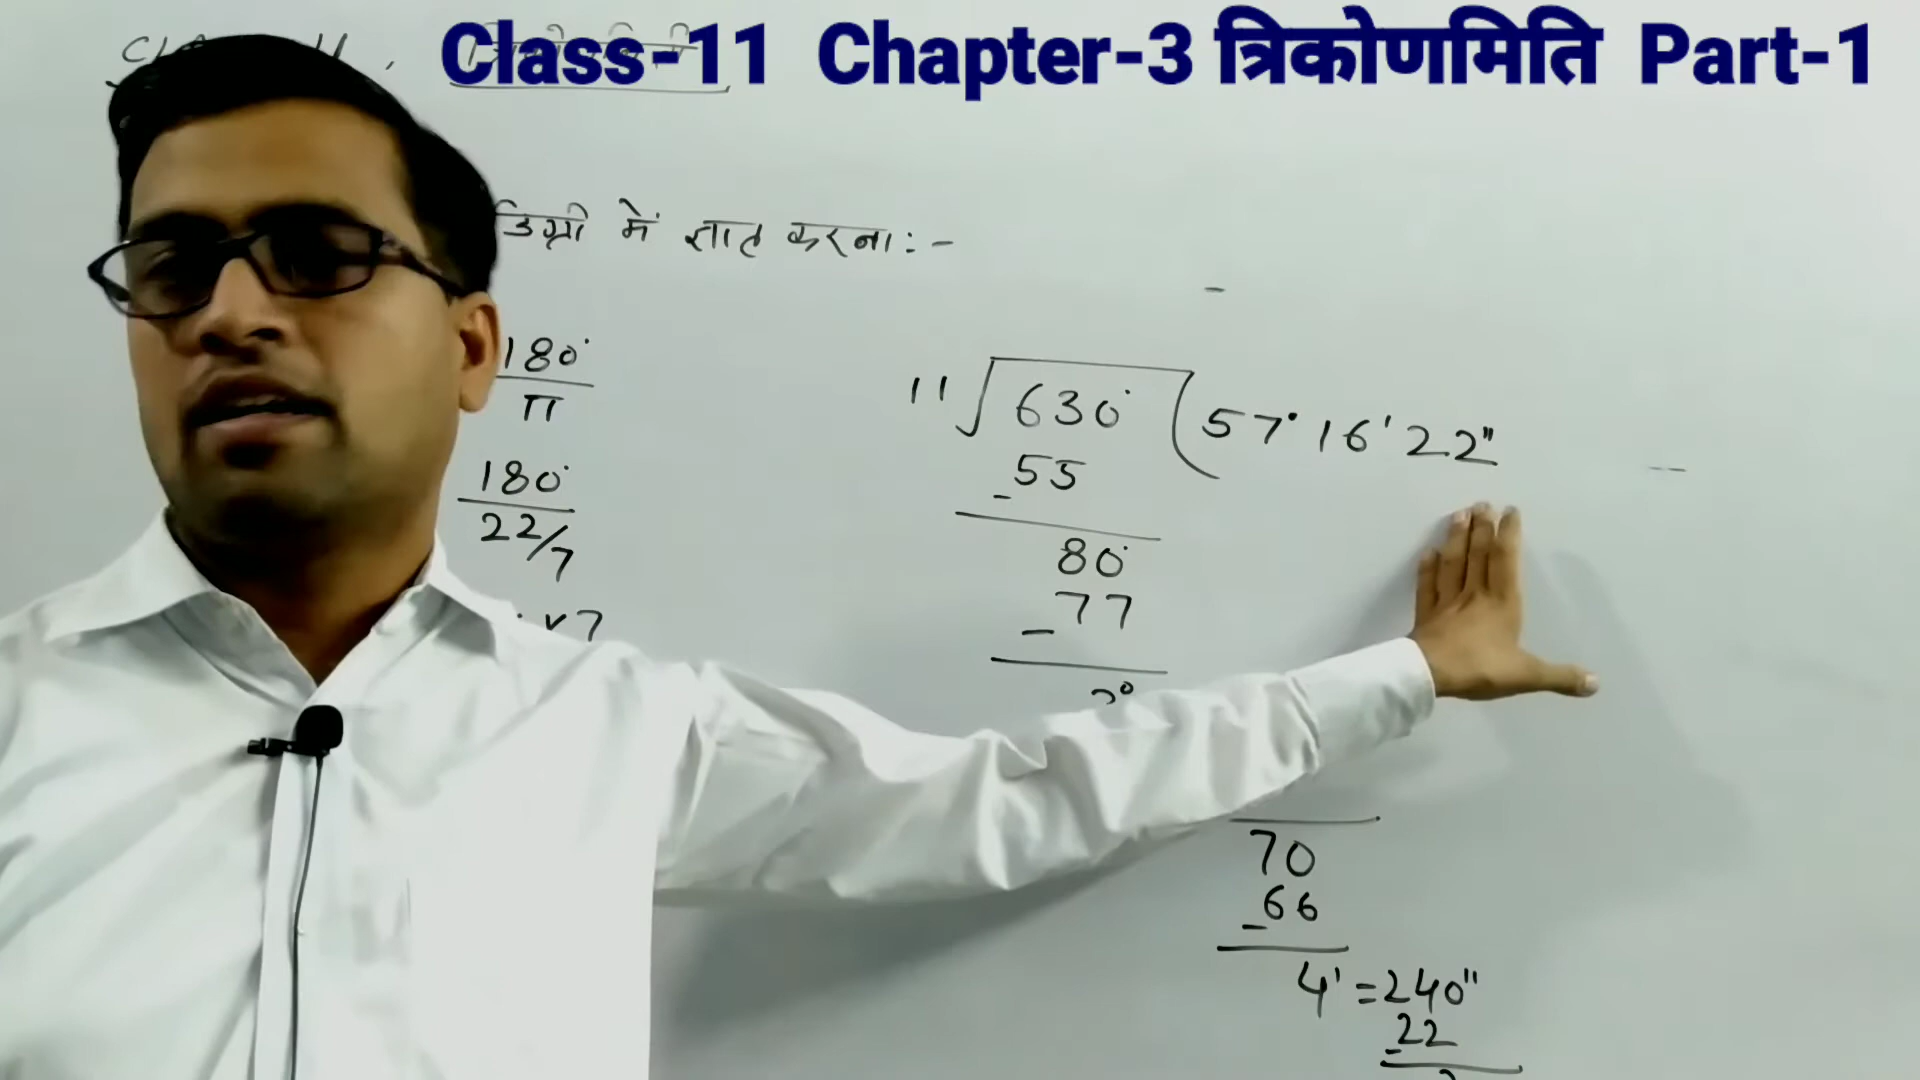 Class-11 Chapter-3 त्रिकोणमिति Part-1
डिग्री में ज्ञात करना:-
180°
π
180°
22/7
×7
11 630° 57° 16' 22"
55
80°
77
70
66
4' = 240"
22